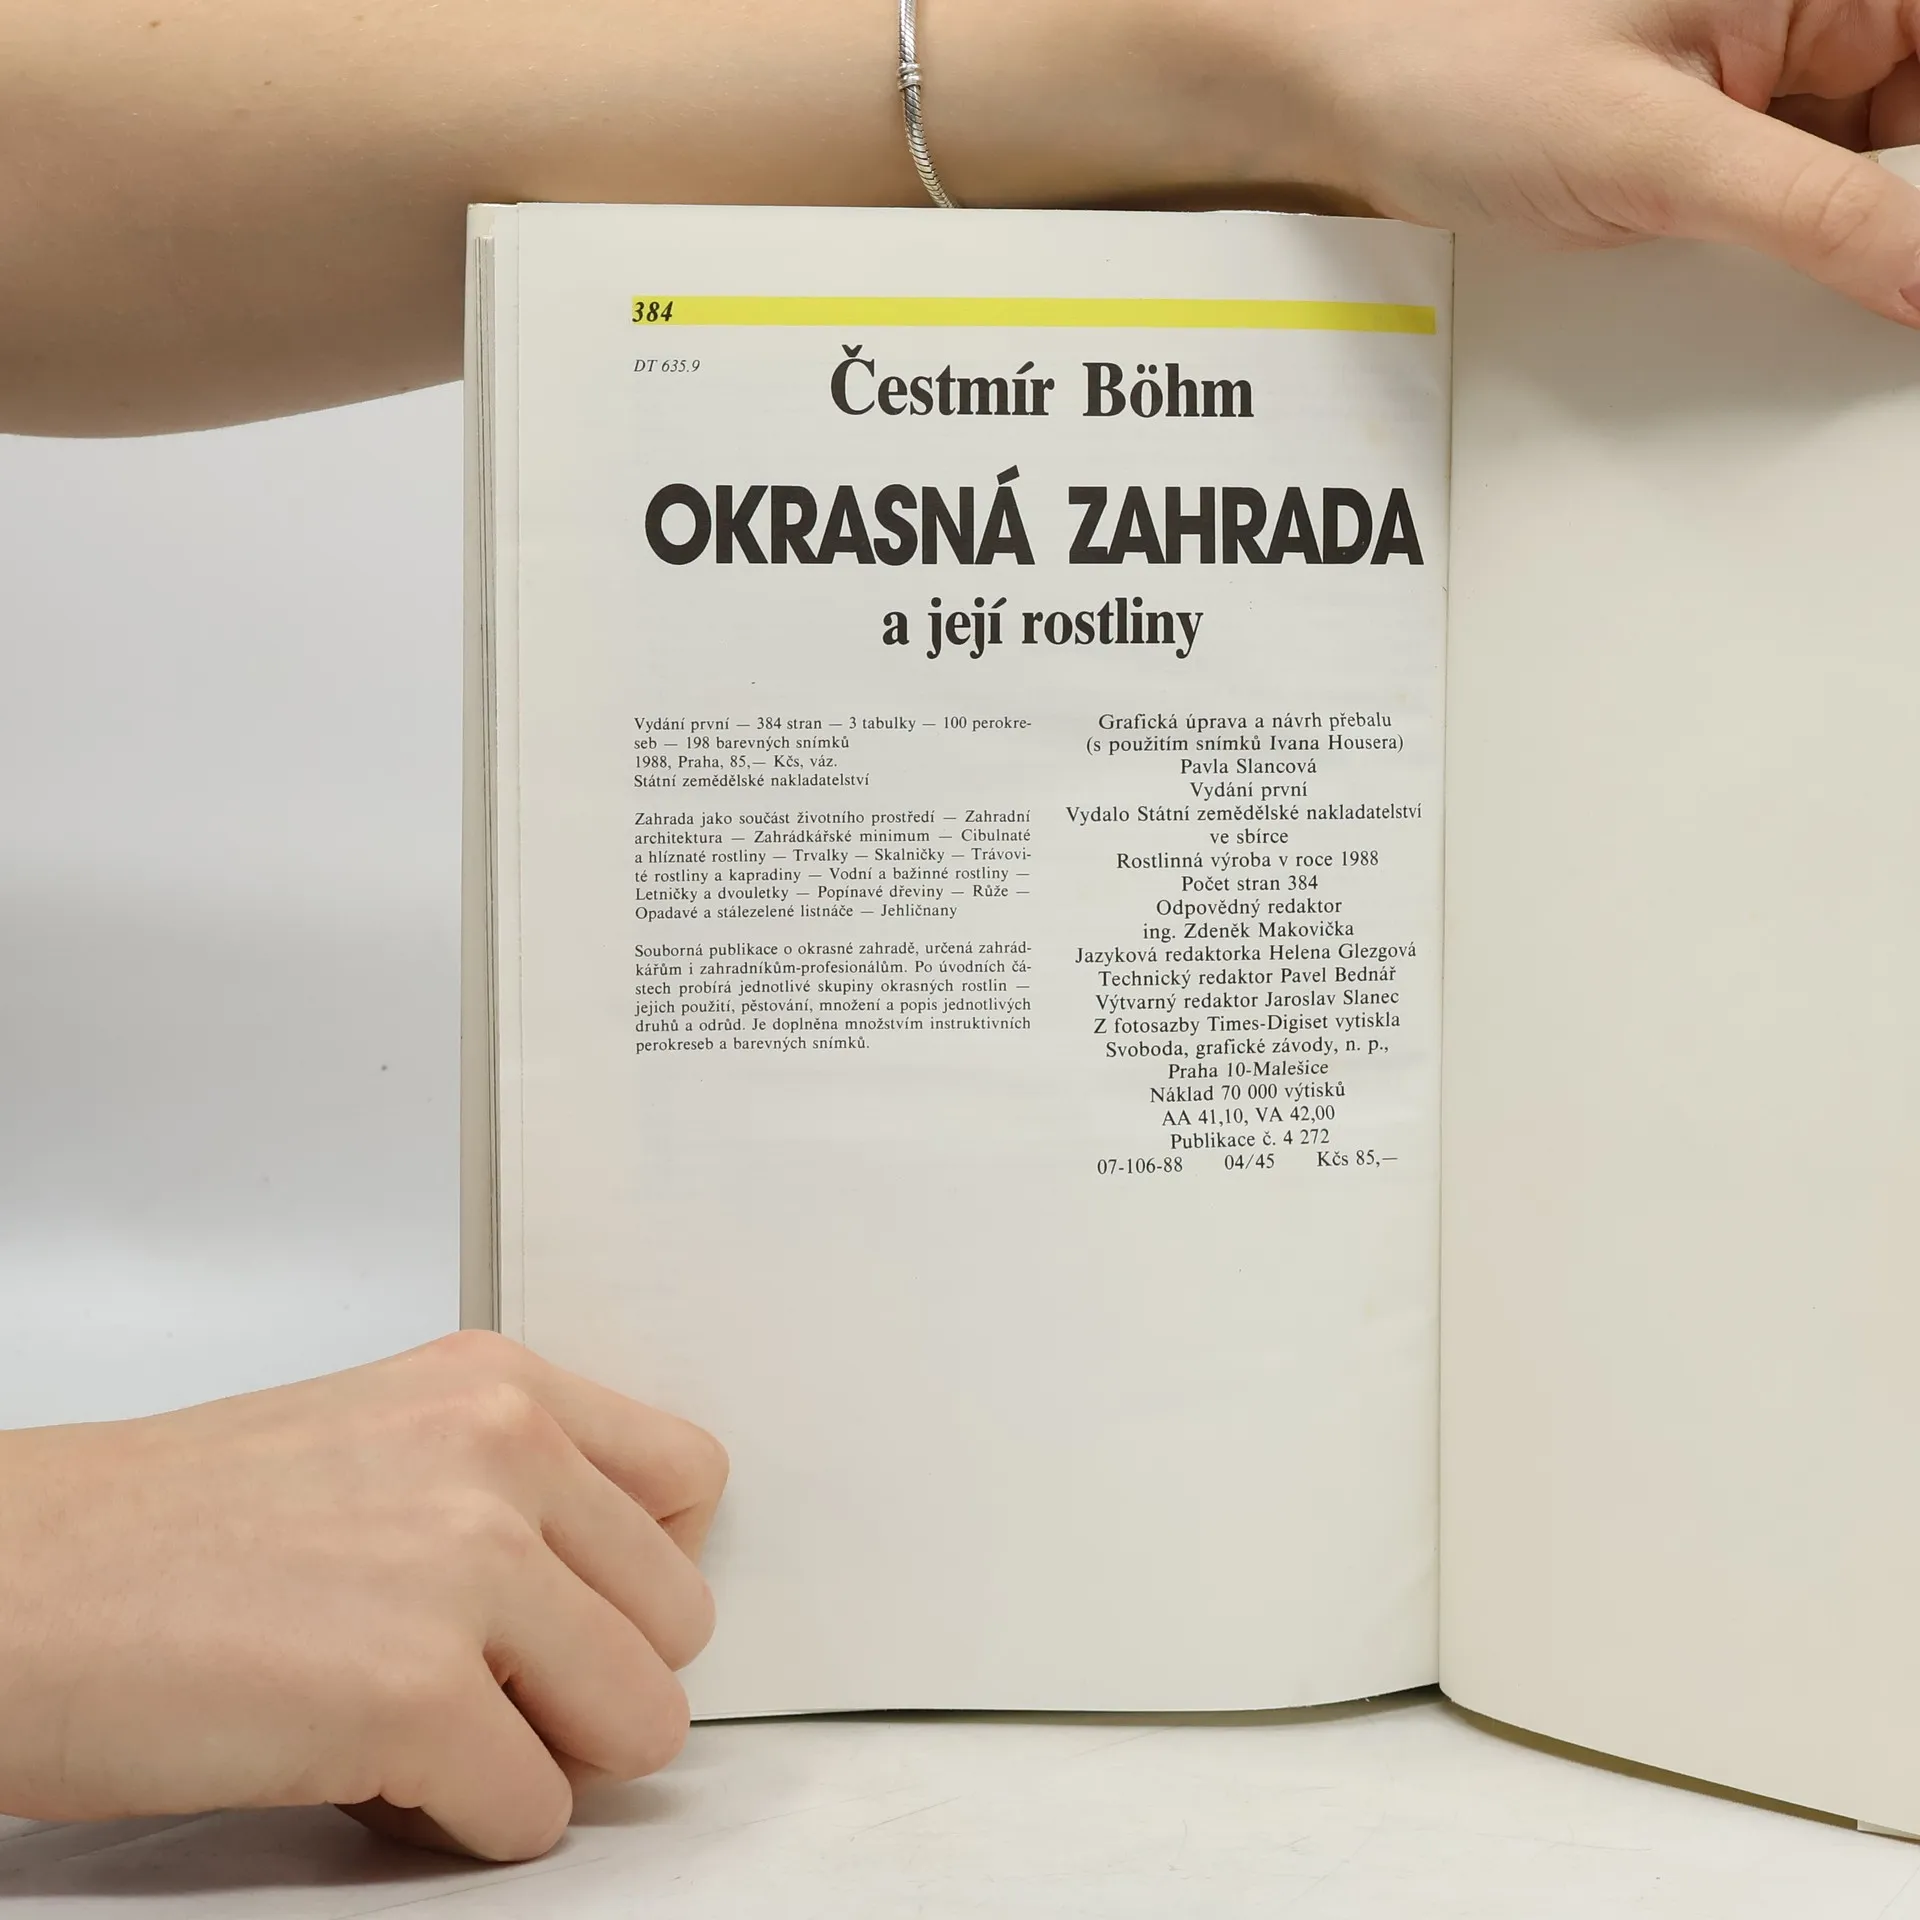 384
DT 635.9
Čestmír Böhm
OKRASNÁ ZAHRADA
a její rostliny
Vydání první — 384 stran — 3 tabulky — 100 perokre-
seb — 198 barevných snímků
1988, Praha, 85,— Kčs, váz.
Státní zemědělské nakladatelství
Zahrada jako součást životního prostředí — Zahradní
architektura — Zahrádkářské minimum — Cibulnaté
a hlíznaté rostliny — Trvalky — Skalničky — Trávovi-
té rostliny a kapradiny — Vodní a bažinné rostliny —
Letničky a dvouletky — Popínavé dřeviny — Růže —
Opadavé a stálezelené listnáče — Jehličnany
Souborná publikace o okrasné zahradě, určená zahrád-
kářům i zahradníkům-profesionálům. Po úvodních čá-
stech probírá jednotlivé skupiny okrasných rostlin —
jejich použití, pěstování, množení a popis jednotlivých
druhů a odrůd. Je doplněna množstvím instruktivních
perokreseb a barevných snímků.
Grafická úprava a návrh přebalu
(s použitím snímků Ivana Housera)
Pavla Slancová
Vydání první
Vydalo Státní zemědělské nakladatelství
ve sbírce
Rostlinná výroba v roce 1988
Počet stran 384
Odpovědný redaktor
ing. Zdeněk Makovička
Jazyková redaktorka Helena Glezgová
Technický redaktor Pavel Bednář
Výtvarný redaktor Jaroslav Slanec
Z fotosazby Times-Digiset vytiskla
Svoboda, grafické závody, n. p.,
Praha 10-Malešice
Náklad 70 000 výtisků
AA 41,10, VA 42,00
Publikace č. 4 272
07-106-88 04/45 Kčs 85,—